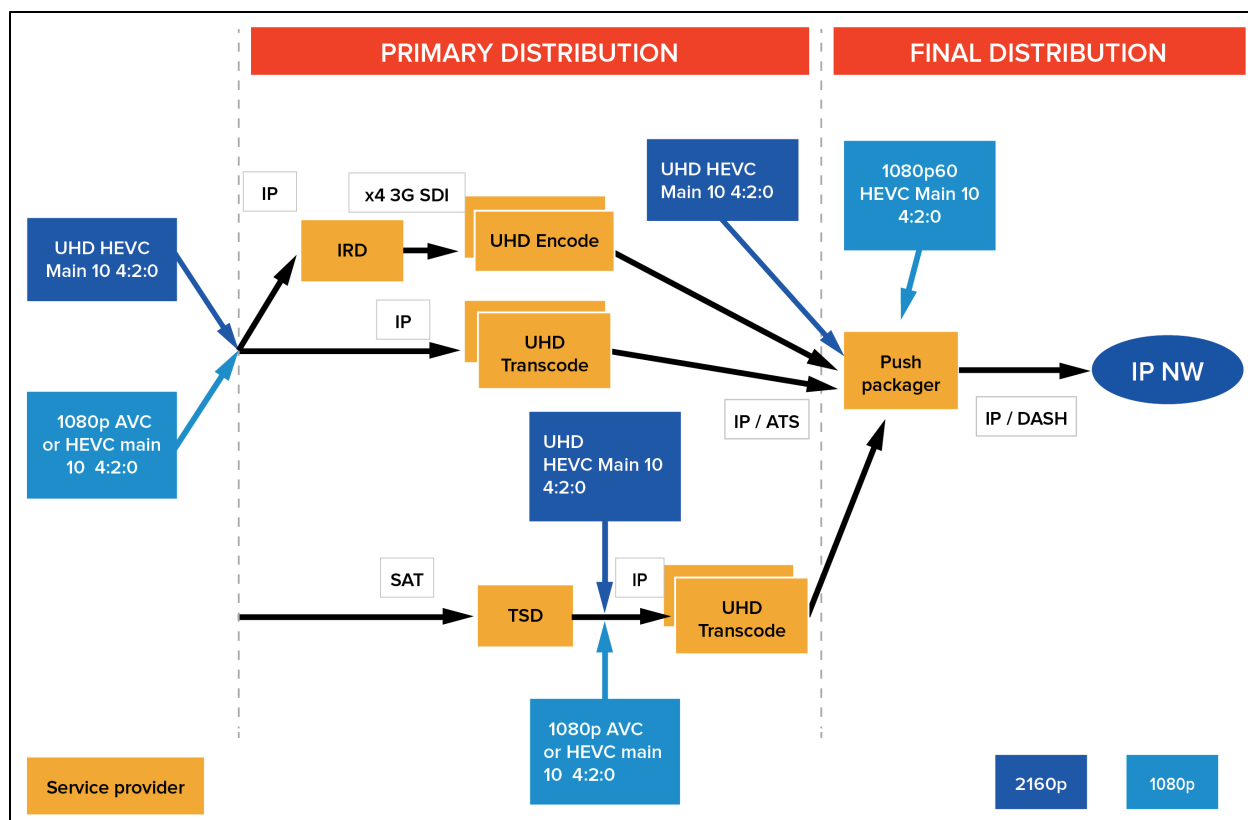 PRIMARY DISTRIBUTION
FINAL DISTRIBUTION
IP
x4 3G SDI
UHD HEVC
Main 10 4:2:0
1080p60
HEVC Main 10
4:2:0
UHD HEVC
Main 10 4:2:0
IRD
UHD Encode
IP
UHD
Transcode
Push
packager
IP NW
1080p AVC
or HEVC main
10 4:2:0
IP / ATS
IP / DASH
UHD
HEVC Main 10
4:2:0
SAT
IP
TSD
UHD
Transcode
1080p AVC
or HEVC main
10 4:2:0
Service provider
2160p
1080p